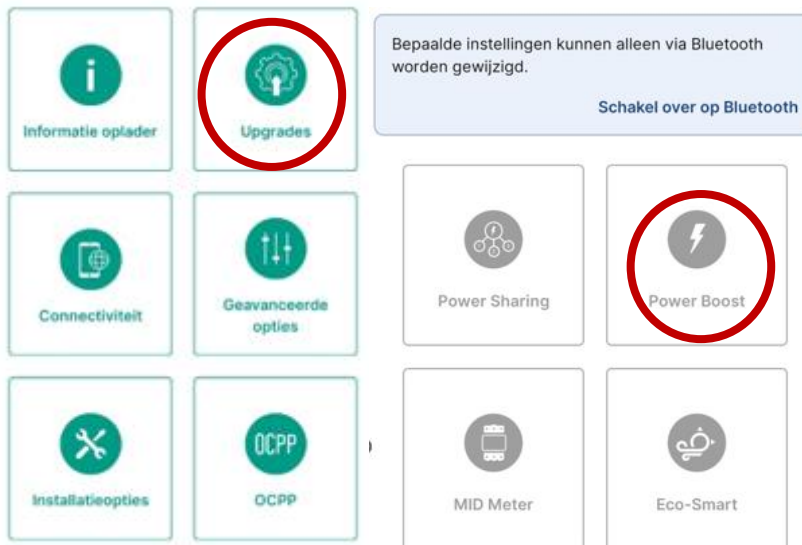 Informatie oplader
Upgrades
Connectiviteit
Geavanceerde
opties
Installatieopties
OCPP
OCPP
Bepaalde instellingen kunnen alleen via Bluetooth
worden gewijzigd.
Schakel over op Bluetooth
Power Sharing
Power Boost
MID Meter
Eco-Smart